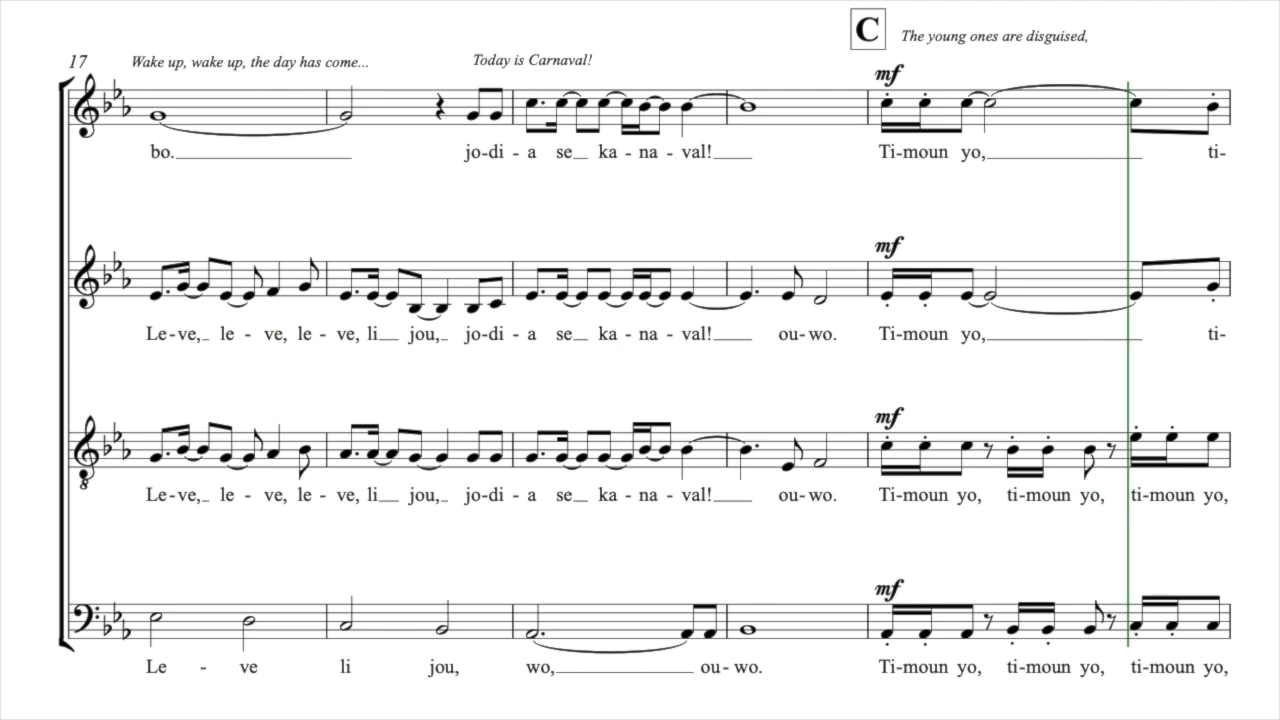 C The young ones are disguised,
17 Wake up, wake up, the day has come... Today is Carnaval!
mf
bo. jo-di - a se ka - na - val! Ti-moun yo, ti-
mf
Le-ve, le - ve, le - ve, li jou, jo-di - a se ka - na - val! ou-wo. Ti-moun yo, ti-
mf
8
Le-ve, le - ve, le - ve, li jou, jo-di - a se ka - na - val! ou-wo. Ti-moun yo, ti-moun yo, ti-moun yo,
mf
Le - ve li jou, wo, ou-wo. Ti-moun yo, ti-moun yo, ti-moun yo,